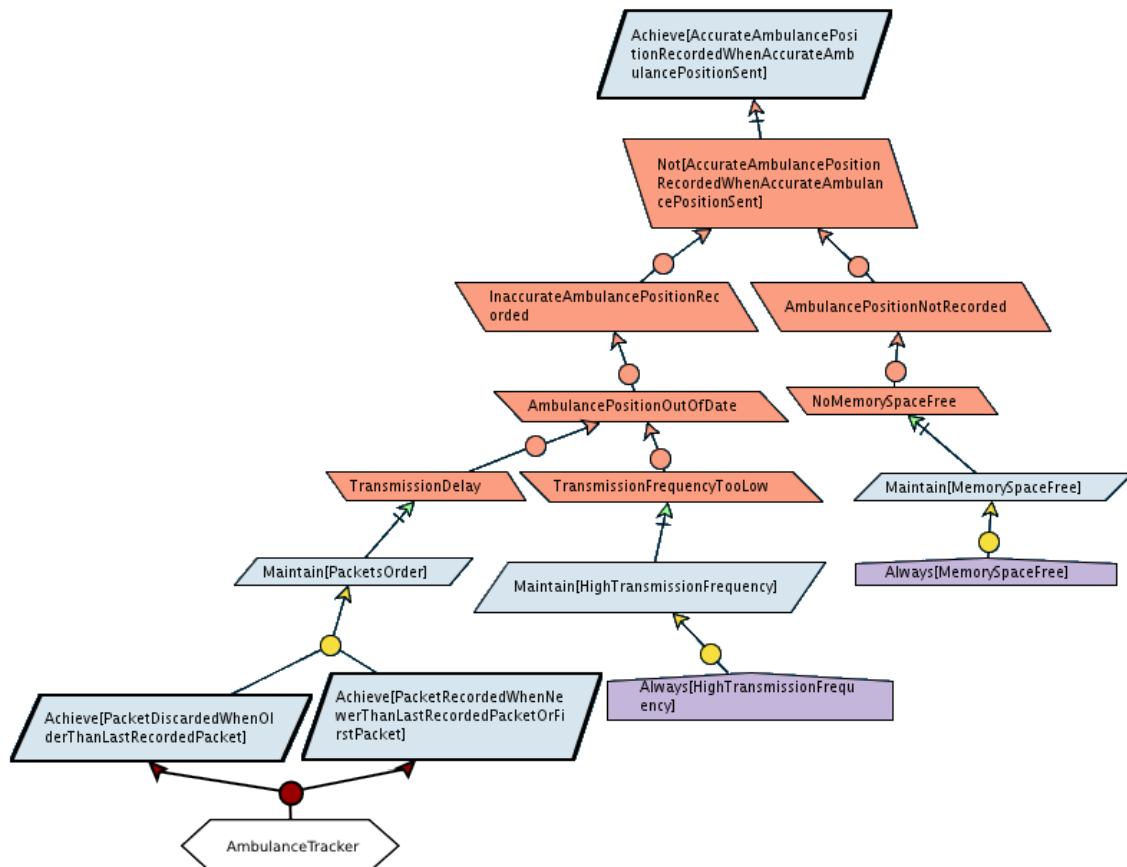 Achieve[AccurateAmbulancePosi
tionRecordedWhenAccurateAmb
ulancePositionSent]
Not[AccurateAmbulancePosition
RecordedWhenAccurateAmbulan
cePositionSent]
InaccurateAmbulancePositionRec
orded
AmbulancePositionNotRecorded
AmbulancePositionOutOfDate
NoMemorySpaceFree
TransmissionDelay
TransmissionFrequencyTooLow
Maintain[MemorySpaceFree]
Maintain[PacketsOrder]
Maintain[HighTransmissionFrequency]
Always[MemorySpaceFree]
Achieve[PacketDiscardedWhenOl
derThanLastRecordedPacket]
Achieve[PacketRecordedWhenNe
werThanLastRecordedPacketOrFi
rstPacket]
Always[HighTransmissionFrequ
ency]
AmbulanceTracker